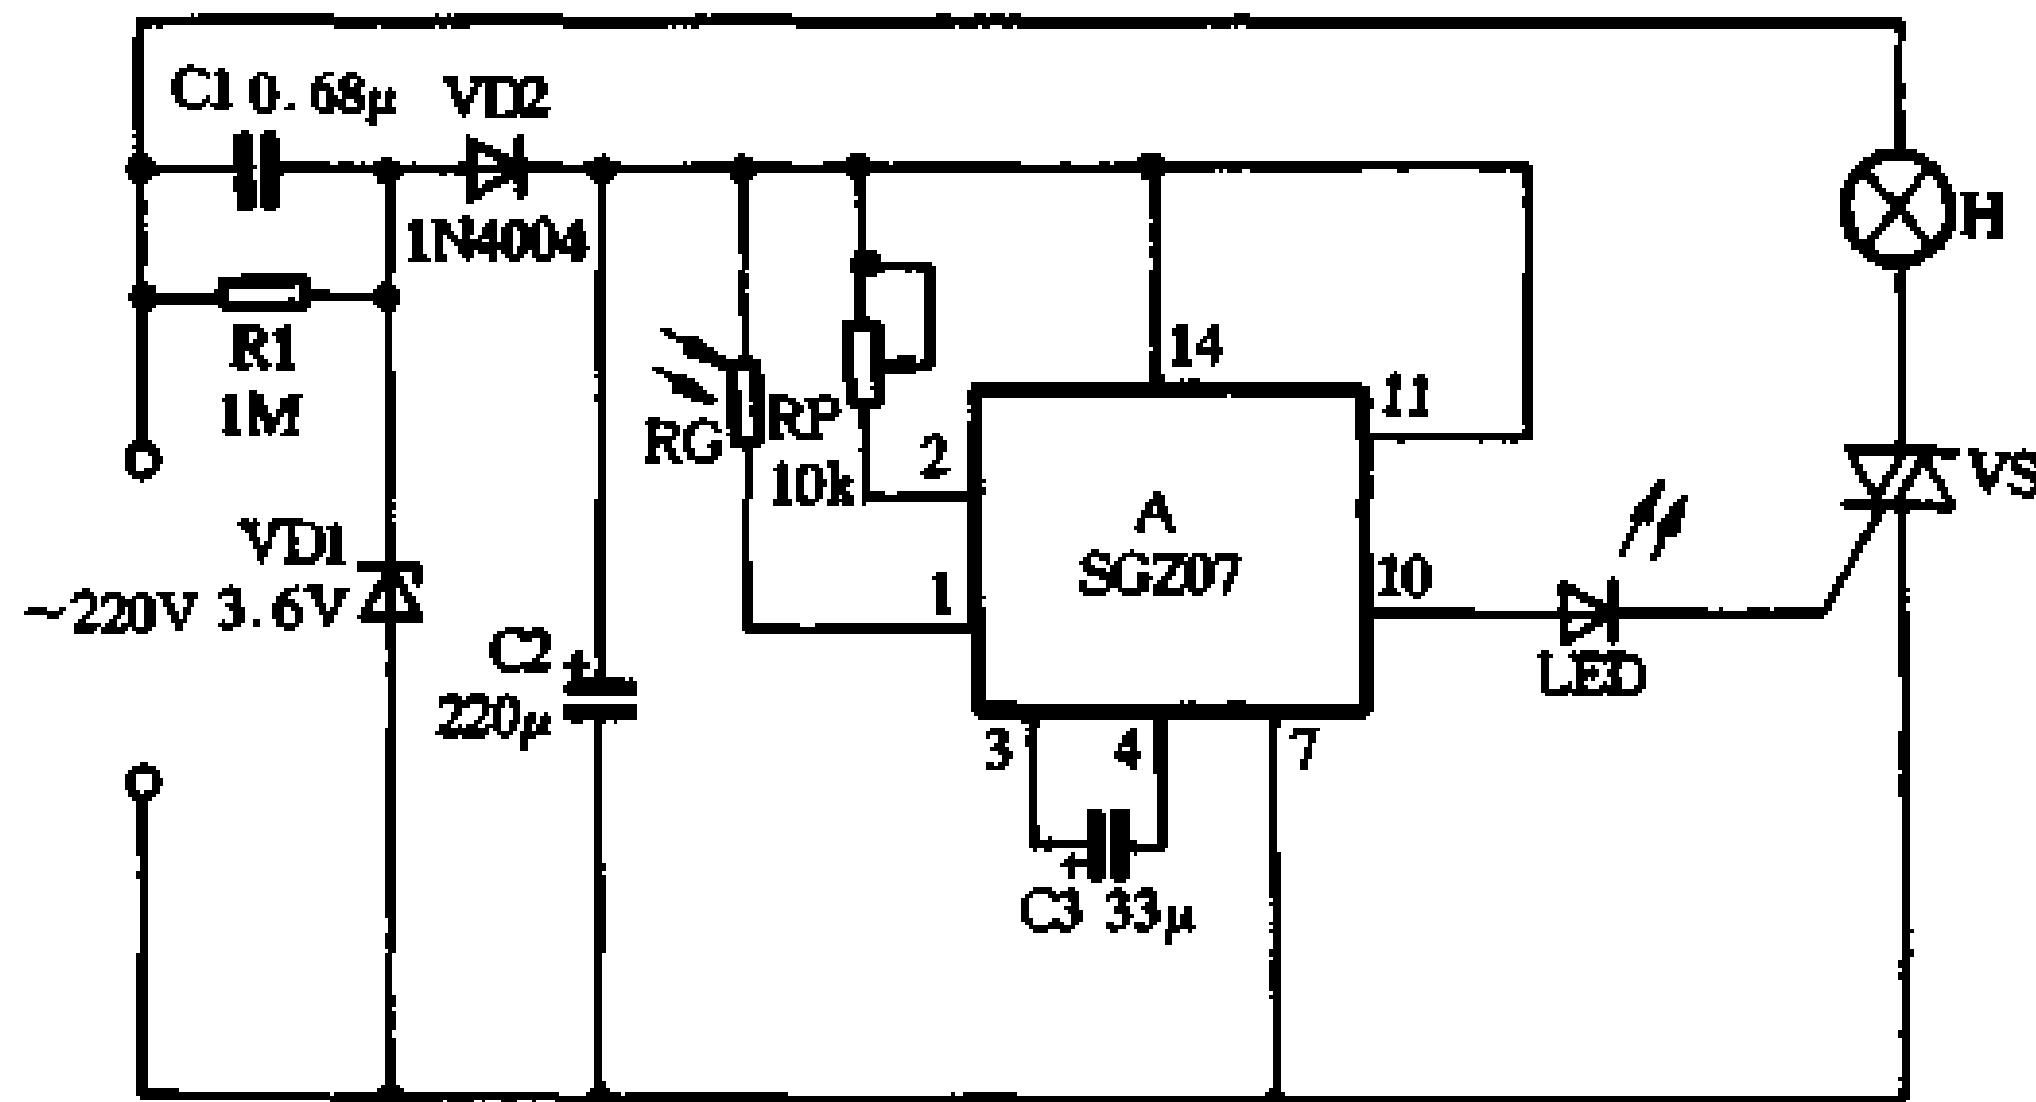 C1 0.68μ VD2
1N4004
H
R1
1M
14
11
RG
RP
10k
2
VS
A
SGZ07
VD1
~220V 3.6V
1
10
C2 +
220μ
LED
3 4 7
+
C3 33μ